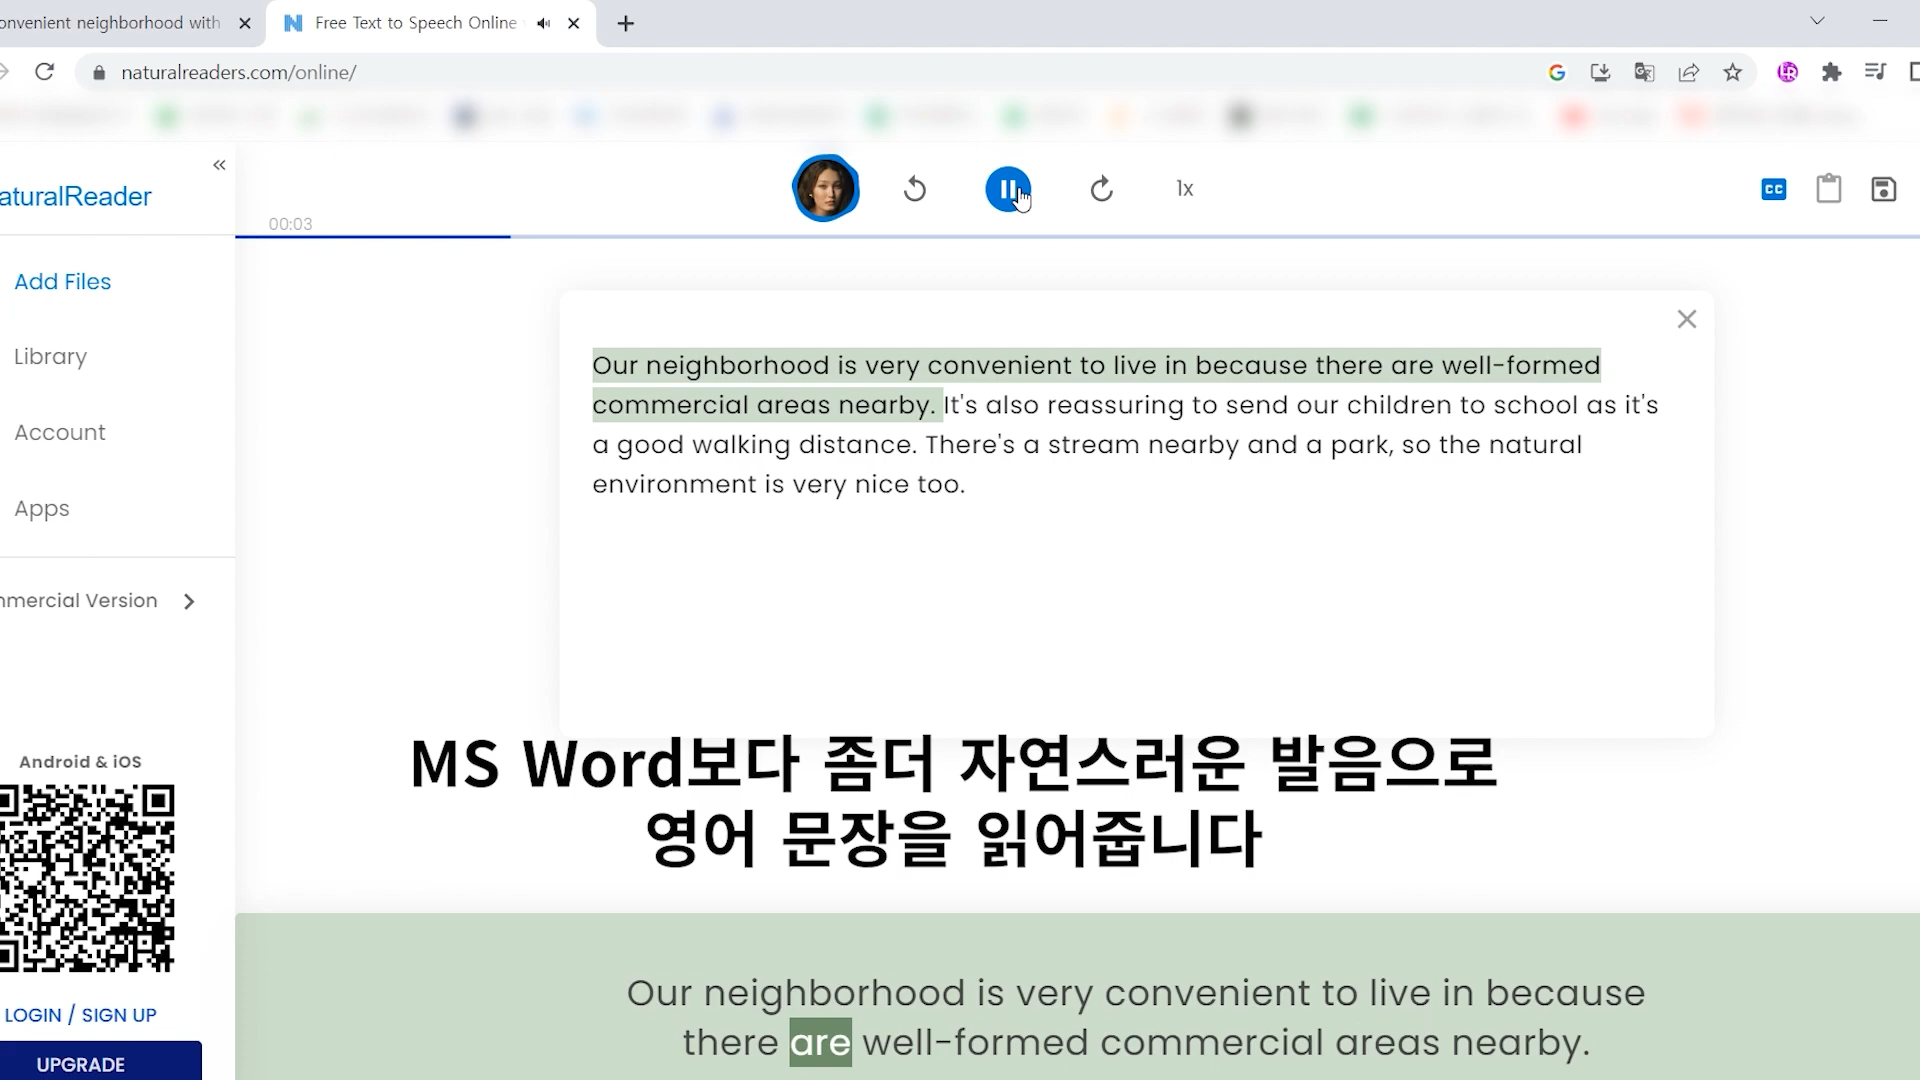 onvenient neighborhood with
Free Text to Speech Online
naturalreaders.com/online/
aturalReader
00:03
1x
CC
Add Files
Library
Account
Apps
mmercial Version
Our neighborhood is very convenient to live in because there are well-formed
commercial areas nearby. It's also reassuring to send our children to school as it's
a good walking distance. There's a stream nearby and a park, so the natural
environment is very nice too.
MS Word보다 좀더 자연스러운 발음으로
영어 문장을 읽어줍니다
Android & iOS
LOGIN / SIGN UP
UPGRADE
Our neighborhood is very convenient to live in because
there are well-formed commercial areas nearby.